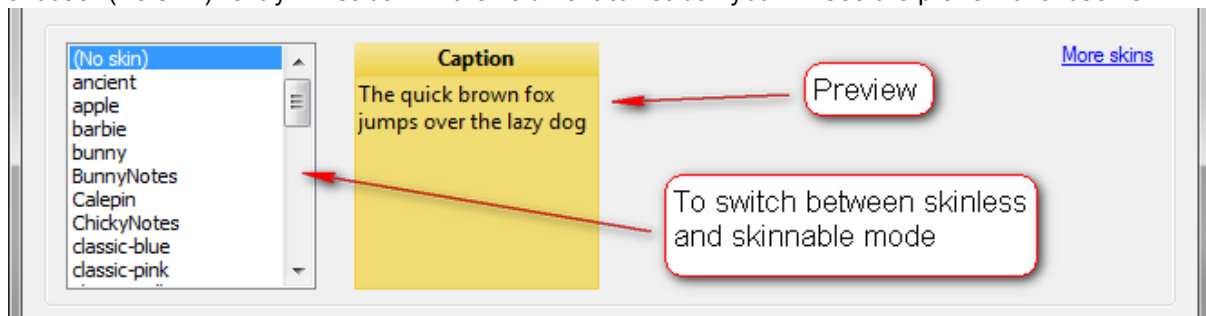 (No skin)
ancient
apple
barbie
bunny
BunnyNotes
Calepin
ChickyNotes
classic-blue
classic-pink
Caption
The quick brown fox
jumps over the lazy dog
Preview
To switch between skinless
and skinnable mode
More skins